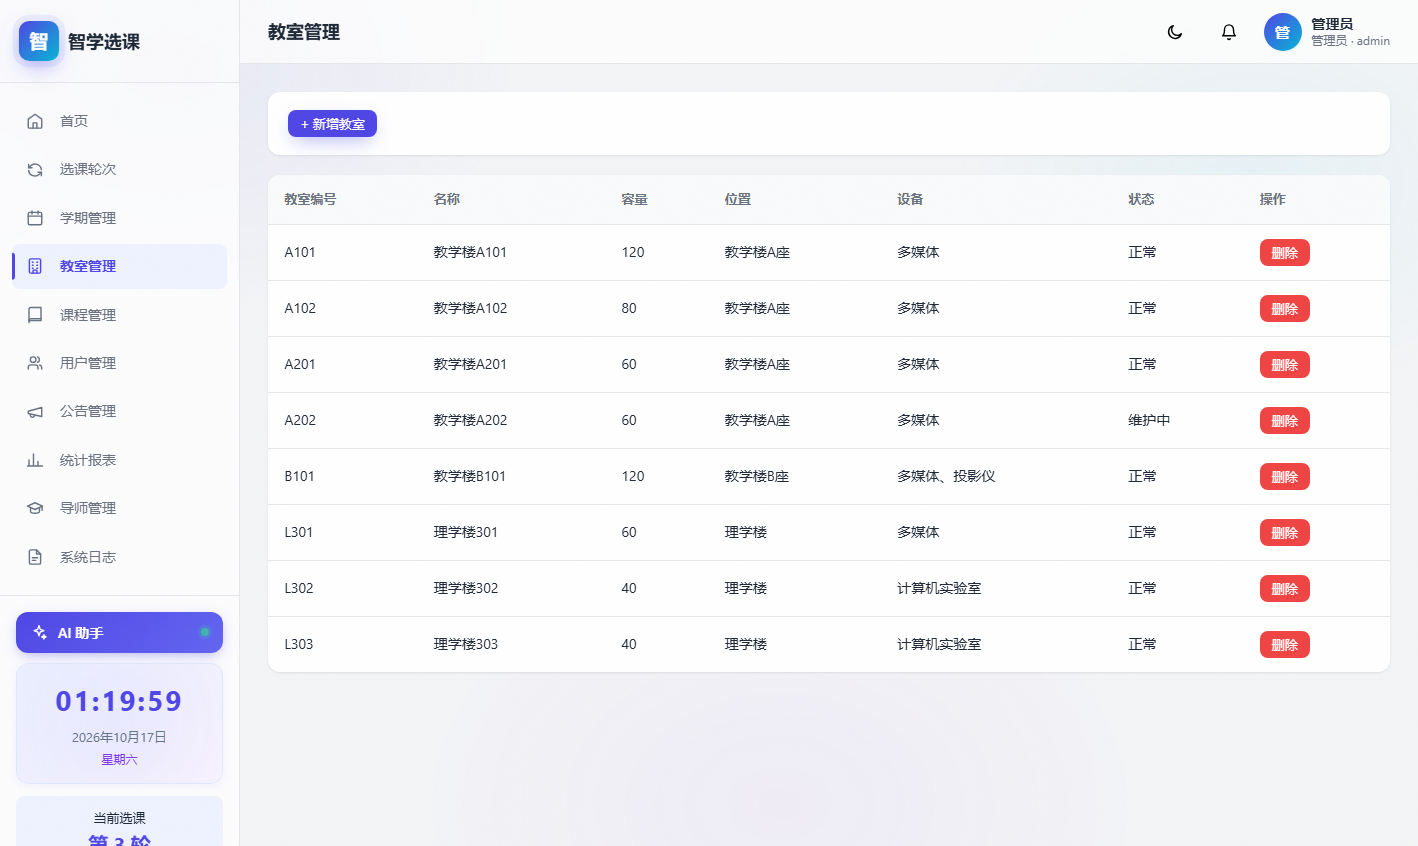 智 智学选课
首页
选课轮次
学期管理
教室管理
课程管理
用户管理
公告管理
统计报表
导师管理
系统日志
AI 助手
01:19:59
2026年10月17日
星期六
当前选课
第 3 轮
教室管理
管
管理员
管理员 · admin
+ 新增教室
教室编号 名称 容量 位置 设备 状态 操作
A101 教学楼A101 120 教学楼A座 多媒体 正常 删除
A102 教学楼A102 80 教学楼A座 多媒体 正常 删除
A201 教学楼A201 60 教学楼A座 多媒体 正常 删除
A202 教学楼A202 60 教学楼A座 多媒体 维护中 删除
B101 教学楼B101 120 教学楼B座 多媒体、投影仪 正常 删除
L301 理学楼301 60 理学楼 多媒体 正常 删除
L302 理学楼302 40 理学楼 计算机实验室 正常 删除
L303 理学楼303 40 理学楼 计算机实验室 正常 删除